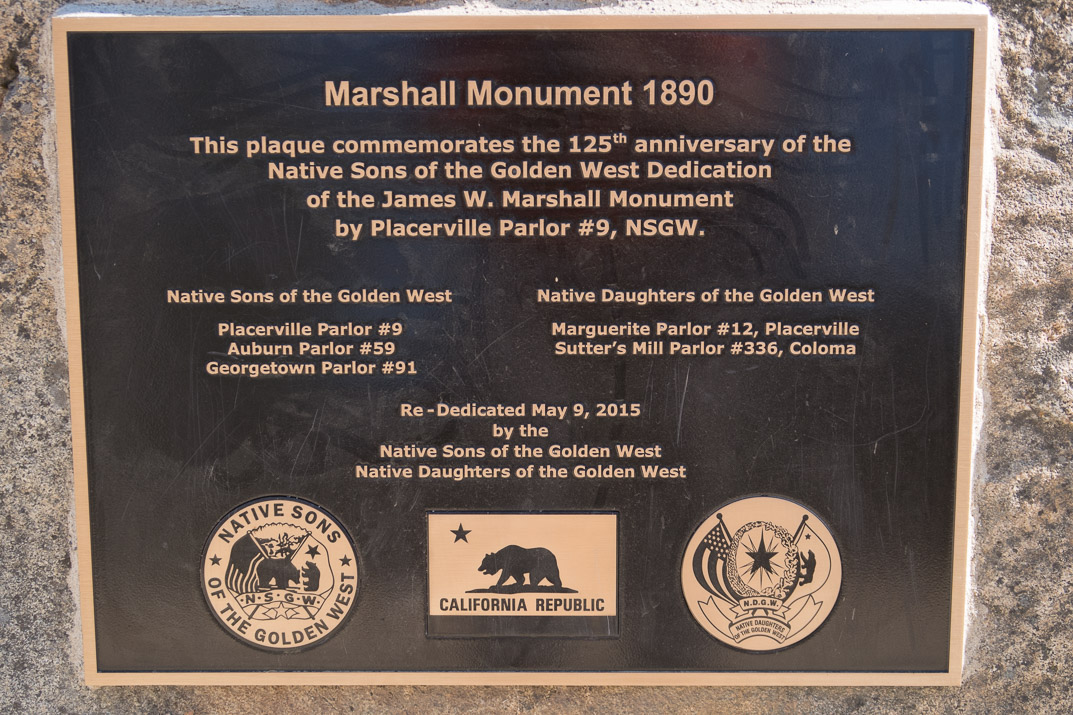 Marshall Monument 1890
This plaque commemorates the 125th anniversary of the
Native Sons of the Golden West Dedication
of the James W. Marshall Monument
by Placerville Parlor #9, NSGW.
Native Sons of the Golden West
Placerville Parlor #9
Auburn Parlor #59
Georgetown Parlor #91
Native Daughters of the Golden West
Marguerite Parlor #12, Placerville
Sutter's Mill Parlor #336, Coloma
Re-Dedicated May 9, 2015
by the
Native Sons of the Golden West
Native Daughters of the Golden West
NATIVE SONS
OF THE GOLDEN WEST
N·S·G·W·
CALIFORNIA REPUBLIC
N.D.G.W.
NATIVE DAUGHTERS
OF THE GOLDEN WEST